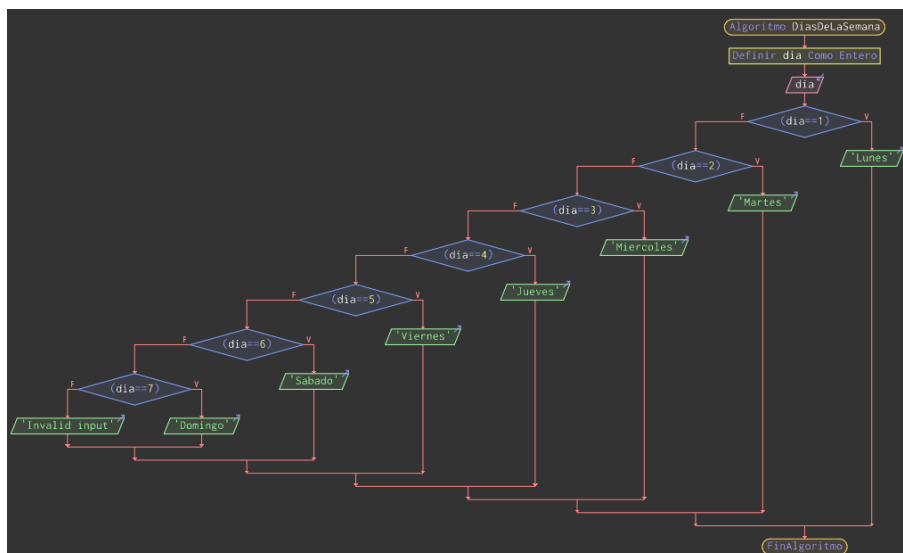 Algoritmo DiasDeLaSemana
Definir dia Como Entero
dia
(dia==1)
F
V
'Lunes'
(dia==2)
F
V
'Martes'
(dia==3)
F
V
'Miercoles'
(dia==4)
F
V
'Jueves'
(dia==5)
F
V
'Viernes'
(dia==6)
F
V
'Sabado'
(dia==7)
F
V
'Invalid input'
'Domingo'
FinAlgoritmo